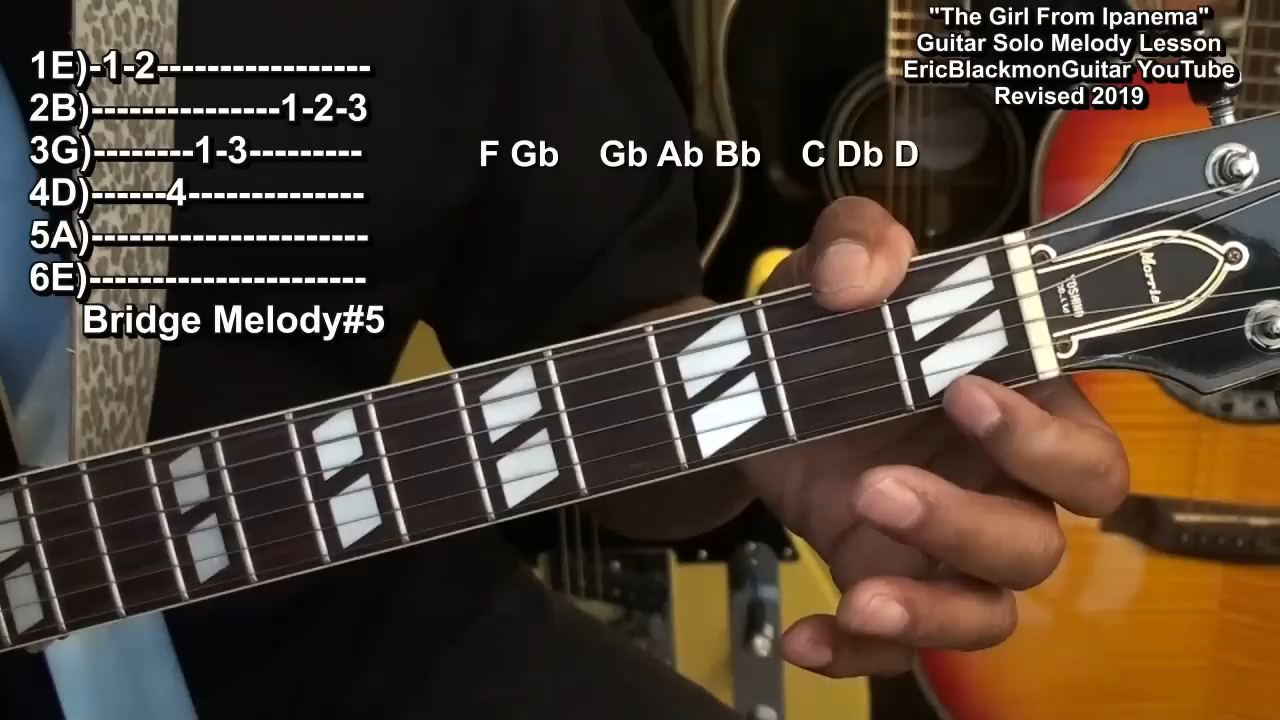 "The Girl From Ipanema"
Guitar Solo Melody Lesson
EricBlackmonGuitar YouTube
Revised 2019
1E)-1-2-----------------
2B)---------------1-2-3
3G)--------1-3---------
4D)------4--------------
5A)----------------------
6E)----------------------
Bridge Melody#5
F Gb Gb Ab Bb C Db D
Morris